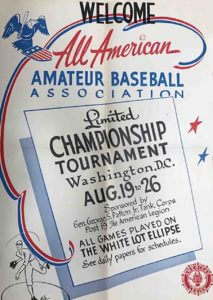 WELCOME
All American
AMATEUR BASEBALL
ASSOCIATION
Limited
CHAMPIONSHIP
TOURNAMENT
Washington, D.C.
AUG. 19 to 26
Sponsored by
Gen. George S. Patton Jr. Tank Corps
Post 19 The American Legion
ALL GAMES PLAYED ON
THE WHITE LOT ELLIPSE
See daily papers for schedules.